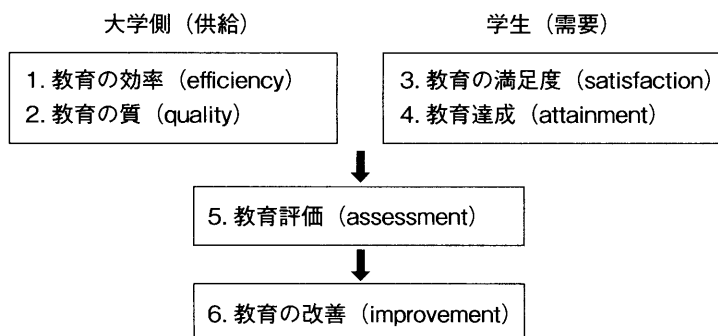 大学側（供給）
学生（需要）
1. 教育の効率（efficiency）
2. 教育の質（quality）
3. 教育の満足度（satisfaction）
4. 教育達成（attainment）
5. 教育評価（assessment）
6. 教育の改善（improvement）